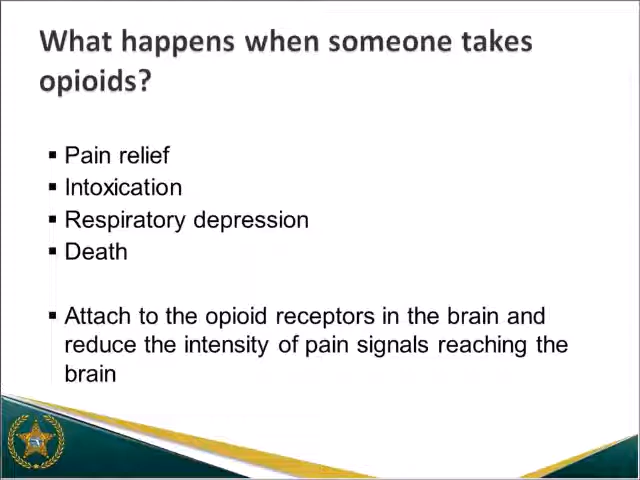 What happens when someone takes
opioids?
▪ Pain relief
▪ Intoxication
▪ Respiratory depression
▪ Death
▪ Attach to the opioid receptors in the brain and
reduce the intensity of pain signals reaching the
brain